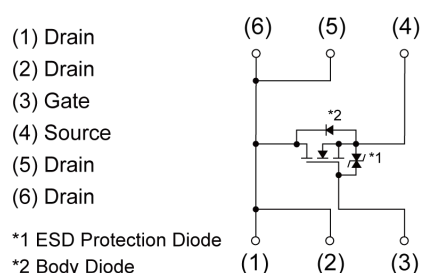 (1) Drain
(2) Drain
(3) Gate
(4) Source
(5) Drain
(6) Drain
*1 ESD Protection Diode
*2 Body Diode
(6) (5) (4)
*2
*1
(1) (2) (3)